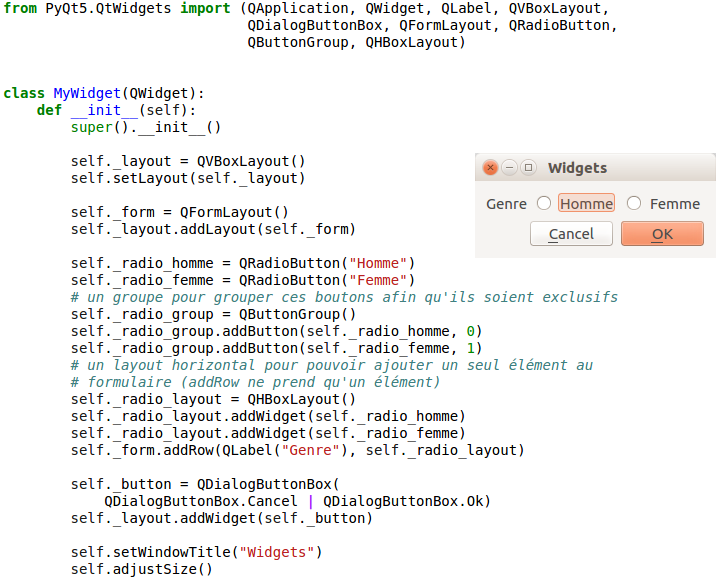 from PyQt5.QtWidgets import (QApplication, QWidget, QLabel, QVBoxLayout,
                             QDialogButtonBox, QFormLayout, QRadioButton,
                             QButtonGroup, QHBoxLayout)
class MyWidget(QWidget):
    def __init__(self):
        super().__init__()
        self._layout = QVBoxLayout()
        self.setLayout(self._layout)
        self._form = QFormLayout()
        self._layout.addLayout(self._form)
        self._radio_homme = QRadioButton("Homme")
        self._radio_femme = QRadioButton("Femme")
        # un groupe pour grouper ces boutons afin qu'ils soient exclusifs
        self._radio_group = QButtonGroup()
        self._radio_group.addButton(self._radio_homme, 0)
        self._radio_group.addButton(self._radio_femme, 1)
        # un layout horizontal pour pouvoir ajouter un seul élément au
        # formulaire (addRow ne prend qu'un élément)
        self._radio_layout = QHBoxLayout()
        self._radio_layout.addWidget(self._radio_homme)
        self._radio_layout.addWidget(self._radio_femme)
        self._form.addRow(QLabel("Genre"), self._radio_layout)
        self._button = QDialogButtonBox(
            QDialogButtonBox.Cancel | QDialogButtonBox.Ok)
        self._layout.addWidget(self._button)
        self.setWindowTitle("Widgets")
        self.adjustSize()
Widgets
Genre Homme Femme
Cancel OK